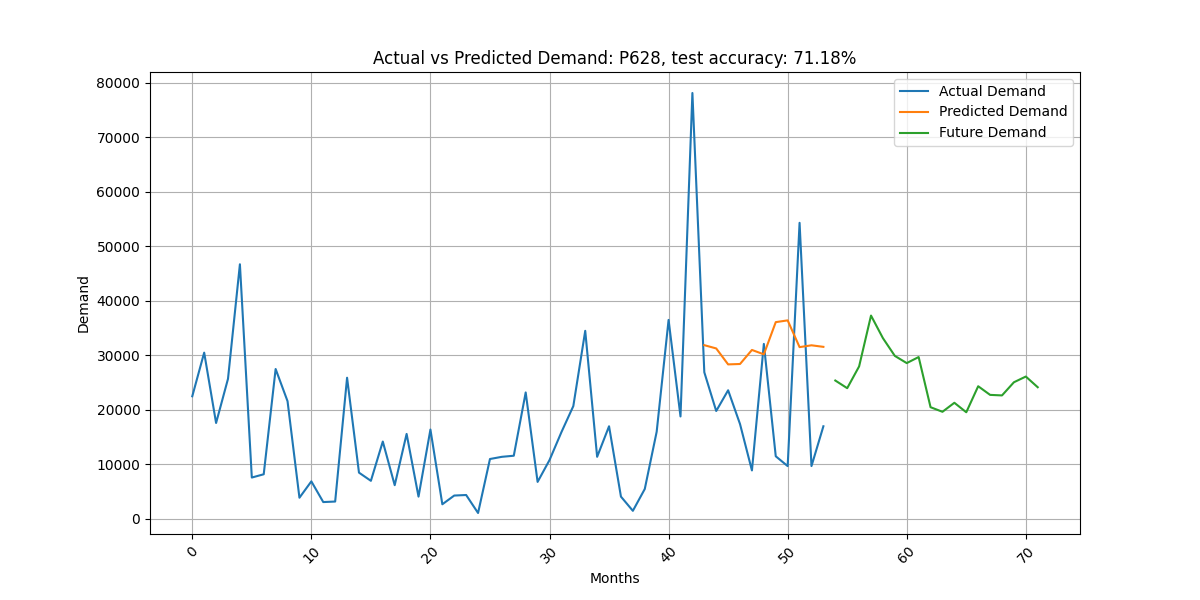 Actual vs Predicted Demand: P628, test accuracy: 71.18%
80000
70000
60000
50000
40000
30000
20000
10000
0
Demand
Actual Demand
Predicted Demand
Future Demand
0 10 20 30 40 50 60 70
Months